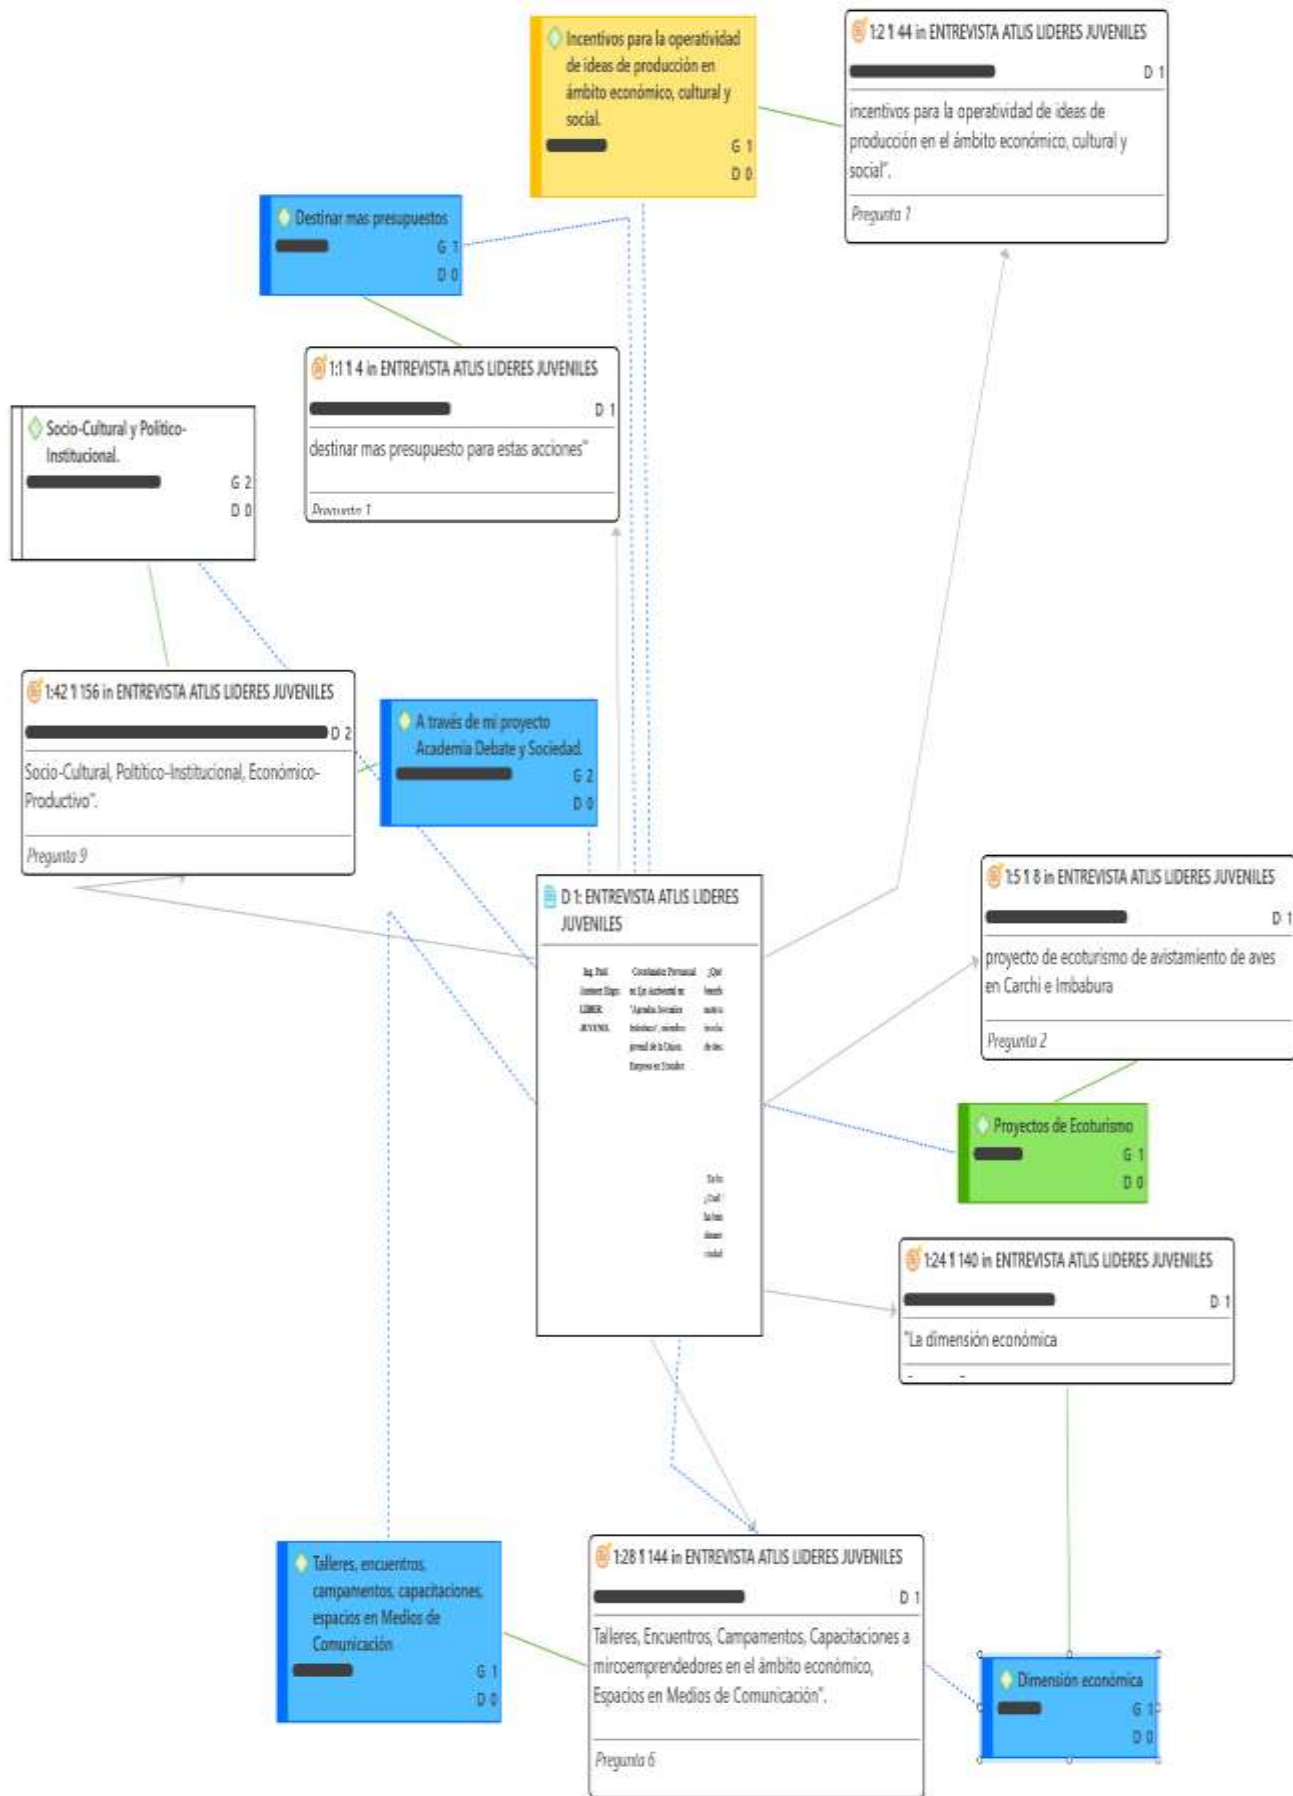 Incentivos para la operatividad
de ideas de producción en
ámbito económico, cultural y
social.
G 1
D 0
1:2 ¶ 44 in ENTREVISTA ATLIS LIDERES JUVENILES
D 1
incentivos para la operatividad de ideas de
producción en el ámbito económico, cultural y
social".
Pregunta 1
Destinar mas presupuestos
G 1
D 0
1:1 ¶ 4 in ENTREVISTA ATLIS LIDERES JUVENILES
D 1
destinar mas presupuesto para estas acciones"
Pregunta 1
Socio-Cultural y Político-
Institucional.
G 2
D 0
1:42 ¶ 156 in ENTREVISTA ATLIS LIDERES JUVENILES
D 2
Socio-Cultural, Poltítico-Institucional, Económico-
Productivo".
Pregunta 9
A través de mi proyecto
Academia Debate y Sociedad.
G 2
D 0
D 1: ENTREVISTA ATLIS LIDERES
JUVENILES
Coordinador Provincial
LÍDER
JUVENIL
1:5 ¶ 8 in ENTREVISTA ATLIS LIDERES JUVENILES
D 1
proyecto de ecoturismo de avistamiento de aves
en Carchi e Imbabura
Pregunta 2
Proyectos de Ecoturismo
G 1
D 0
1:24 ¶ 140 in ENTREVISTA ATLIS LIDERES JUVENILES
D 1
"La dimensión económica
Talleres, encuentros,
campamentos, capacitaciones,
espacios en Medios de
Comunicación
G 1
D 0
1:28 ¶ 144 in ENTREVISTA ATLIS LIDERES JUVENILES
D 1
Talleres, Encuentros, Campamentos, Capacitaciones a
mircoemprendedores en el ámbito económico,
Espacios en Medios de Comunicación".
Pregunta 6
Dimensión económica
G 1
D 0